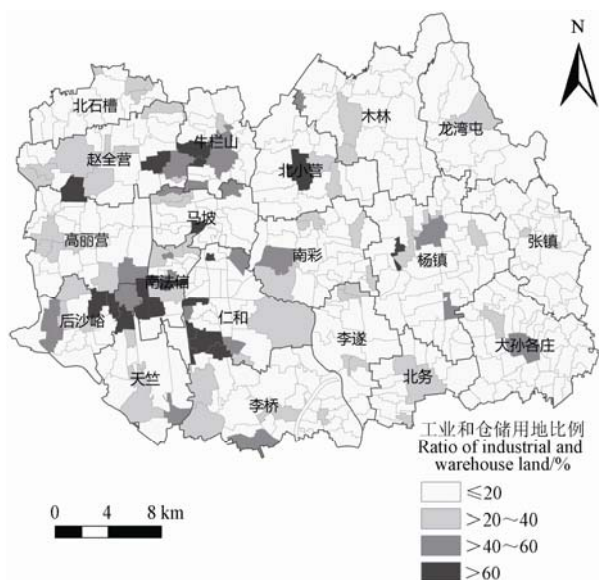 N
北石槽
木林
龙湾屯
牛栏山
赵全营
北小营
马坡
高丽营
南彩
杨镇
张镇
南法信
后沙峪
仁和
李遂
大孙各庄
天竺
北务
李桥
工业和仓储用地比例
Ratio of industrial and
warehouse land/%
≤20
>20～40
>40～60
>60
0 4 8 km